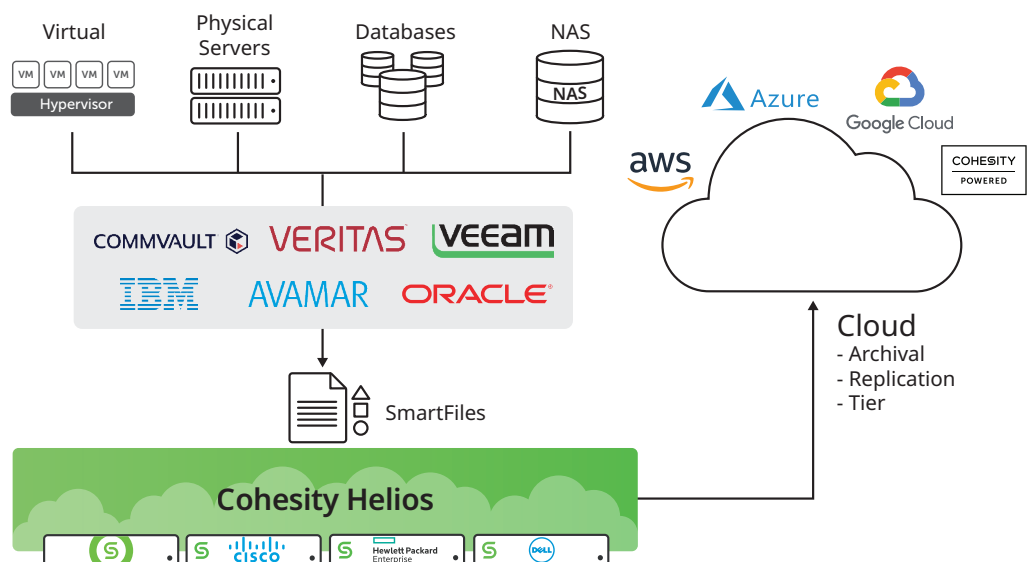 Virtual
Physical
Servers
Databases
NAS
VM VM VM VM
Hypervisor
NAS
Azure
Google Cloud
aws
COHESITY
POWERED
COMMVAULT
VERITAS
veeam
IBM
AVAMAR
ORACLE®
SmartFiles
Cloud
- Archival
- Replication
- Tier
Cohesity Helios
S
S
CISCO
S
Hewlett Packard
Enterprise
S
DELL